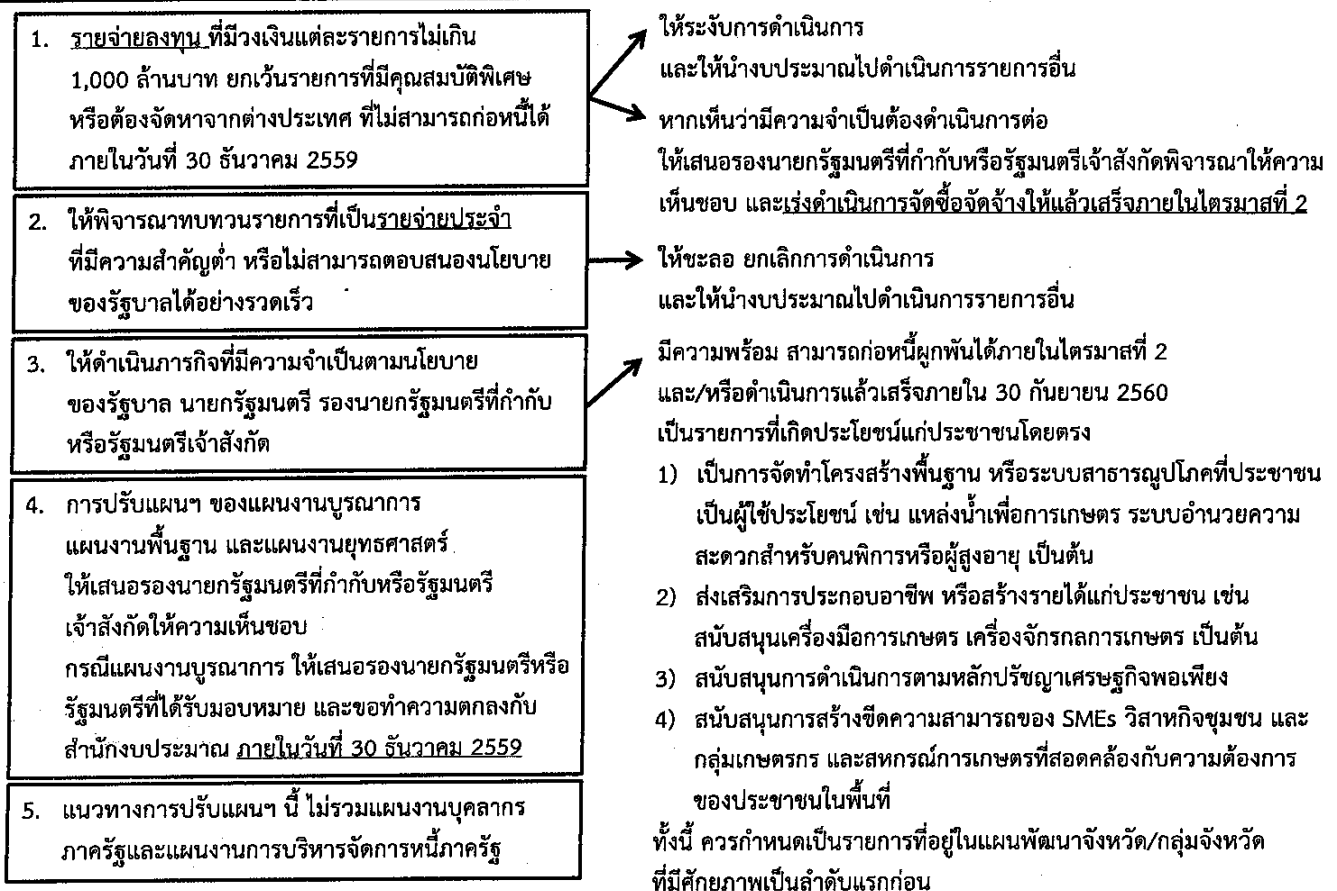 1. รายจ่ายลงทุน ที่มีวงเงินแต่ละรายการไม่เกิน
1,000 ล้านบาท ยกเว้นรายการที่มีคุณสมบัติพิเศษ
หรือต้องจัดหาจากต่างประเทศ ที่ไม่สามารถก่อหนี้ได้
ภายในวันที่ 30 ธันวาคม 2559
ให้ระงับการดำเนินการ
และให้นำงบประมาณไปดำเนินการรายการอื่น
หากเห็นว่ามีความจำเป็นต้องดำเนินการต่อ
ให้เสนอรองนายกรัฐมนตรีที่กำกับหรือรัฐมนตรีเจ้าสังกัดพิจารณาให้ความ
เห็นชอบ และเร่งดำเนินการจัดซื้อจัดจ้างให้แล้วเสร็จภายในไตรมาสที่ 2
2. ให้พิจารณาทบทวนรายการที่เป็นรายจ่ายประจำ
ที่มีความสำคัญต่ำ หรือไม่สามารถตอบสนองนโยบาย
ของรัฐบาลได้อย่างรวดเร็ว
ให้ชะลอ ยกเลิกการดำเนินการ
และให้นำงบประมาณไปดำเนินการรายการอื่น
3. ให้ดำเนินภารกิจที่มีความจำเป็นตามนโยบาย
ของรัฐบาล นายกรัฐมนตรี รองนายกรัฐมนตรีที่กำกับ
หรือรัฐมนตรีเจ้าสังกัด
มีความพร้อม สามารถก่อหนี้ผูกพันได้ภายในไตรมาสที่ 2
และ/หรือดำเนินการแล้วเสร็จภายใน 30 กันยายน 2560
เป็นรายการที่เกิดประโยชน์แก่ประชาชนโดยตรง
1) เป็นการจัดทำโครงสร้างพื้นฐาน หรือระบบสาธารณูปโภคที่ประชาชน
เป็นผู้ใช้ประโยชน์ เช่น แหล่งน้ำเพื่อการเกษตร ระบบอำนวยความ
สะดวกสำหรับคนพิการหรือผู้สูงอายุ เป็นต้น
2) ส่งเสริมการประกอบอาชีพ หรือสร้างรายได้แก่ประชาชน เช่น
สนับสนุนเครื่องมือการเกษตร เครื่องจักรกลการเกษตร เป็นต้น
3) สนับสนุนการดำเนินการตามหลักปรัชญาเศรษฐกิจพอเพียง
4) สนับสนุนการสร้างขีดความสามารถของ SMEs วิสาหกิจชุมชน และ
กลุ่มเกษตรกร และสหกรณ์การเกษตรที่สอดคล้องกับความต้องการ
ของประชาชนในพื้นที่
ทั้งนี้ ควรกำหนดเป็นรายการที่อยู่ในแผนพัฒนาจังหวัด/กลุ่มจังหวัด
ที่มีศักยภาพเป็นลำดับแรกก่อน
4. การปรับแผนฯ ของแผนงานบูรณาการ
แผนงานพื้นฐาน และแผนงานยุทธศาสตร์
ให้เสนอรองนายกรัฐมนตรีที่กำกับหรือรัฐมนตรี
เจ้าสังกัดให้ความเห็นชอบ
กรณีแผนงานบูรณาการ ให้เสนอรองนายกรัฐมนตรีหรือ
รัฐมนตรีที่ได้รับมอบหมาย และขอทำความตกลงกับ
สำนักงบประมาณ ภายในวันที่ 30 ธันวาคม 2559
5. แนวทางการปรับแผนฯ นี้ ไม่รวมแผนงานบุคลากร
ภาครัฐและแผนงานการบริหารจัดการหนี้ภาครัฐ